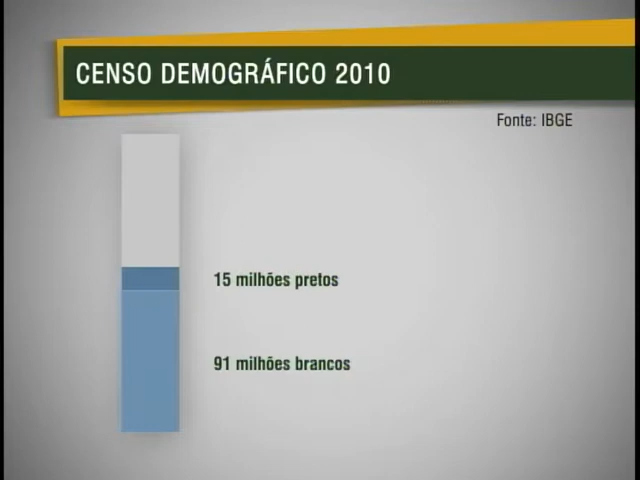 CENSO DEMOGRÁFICO 2010
Fonte: IBGE
15 milhões pretos
91 milhões brancos